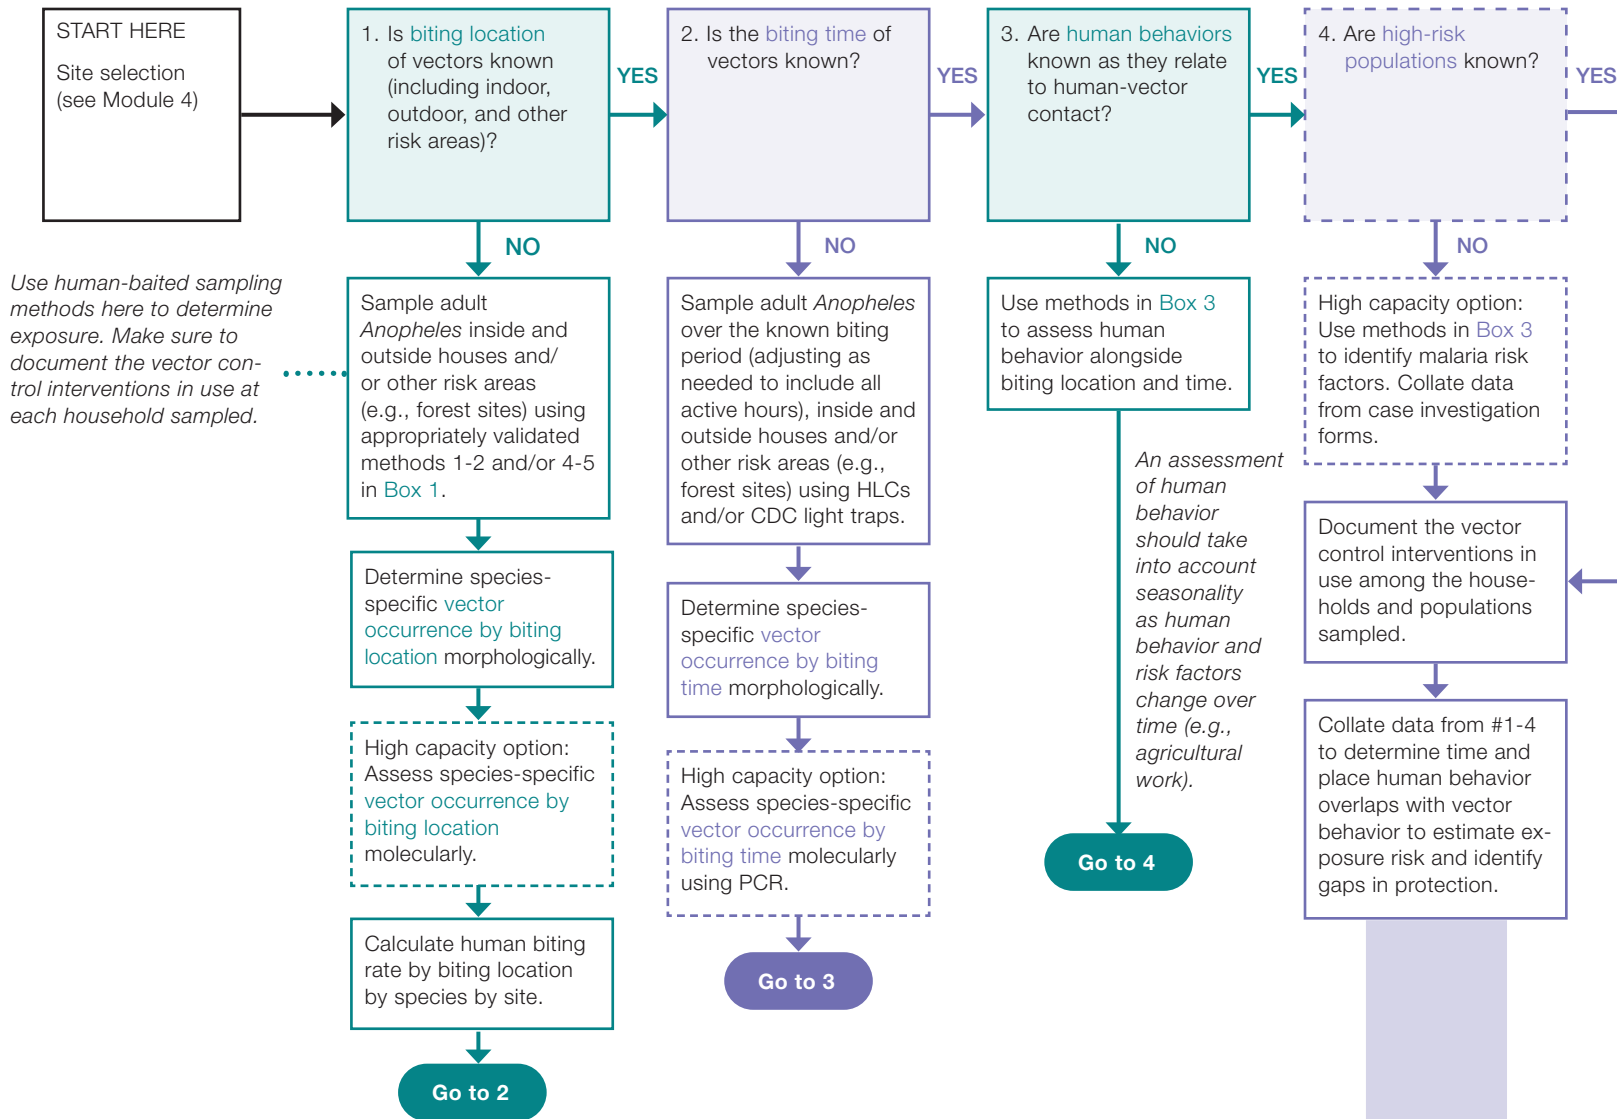 START HERE
Site selection
(see Module 4)
1. Is biting location
of vectors known
(including indoor,
outdoor, and other
risk areas)?
YES
2. Is the biting time of
vectors known?
YES
3. Are human behaviors
known as they relate
to human-vector
contact?
YES
4. Are high-risk
populations known?
YES
NO
NO
NO
NO
Use human-baited sampling
methods here to determine
exposure. Make sure to
document the vector con-
trol interventions in use at
each household sampled.
Sample adult
Anopheles inside and
outside houses and/
or other risk areas
(e.g., forest sites) using
appropriately validated
methods 1-2 and/or 4-5
in Box 1.
Determine species-
specific vector
occurrence by biting
location morphologically.
High capacity option:
Assess species-specific
vector occurrence by
biting location
molecularly.
Calculate human biting
rate by biting location
by species by site.
Go to 2
Sample adult Anopheles
over the known biting
period (adjusting as
needed to include all
active hours), inside and
outside houses and/or
other risk areas (e.g.,
forest sites) using HLCs
and/or CDC light traps.
Determine species-
specific vector
occurrence by biting
time morphologically.
High capacity option:
Assess species-specific
vector occurrence by
biting time molecularly
using PCR.
Go to 3
Use methods in Box 3
to assess human
behavior alongside
biting location and time.
An assessment
of human
behavior
should take
into account
seasonality
as human
behavior and
risk factors
change over
time (e.g.,
agricultural
work).
Go to 4
High capacity option:
Use methods in Box 3
to identify malaria risk
factors. Collate data
from case investigation
forms.
Document the vector
control interventions in
use among the house-
holds and populations
sampled.
Collate data from #1-4
to determine time and
place human behavior
overlaps with vector
behavior to estimate ex-
posure risk and identify
gaps in protection.